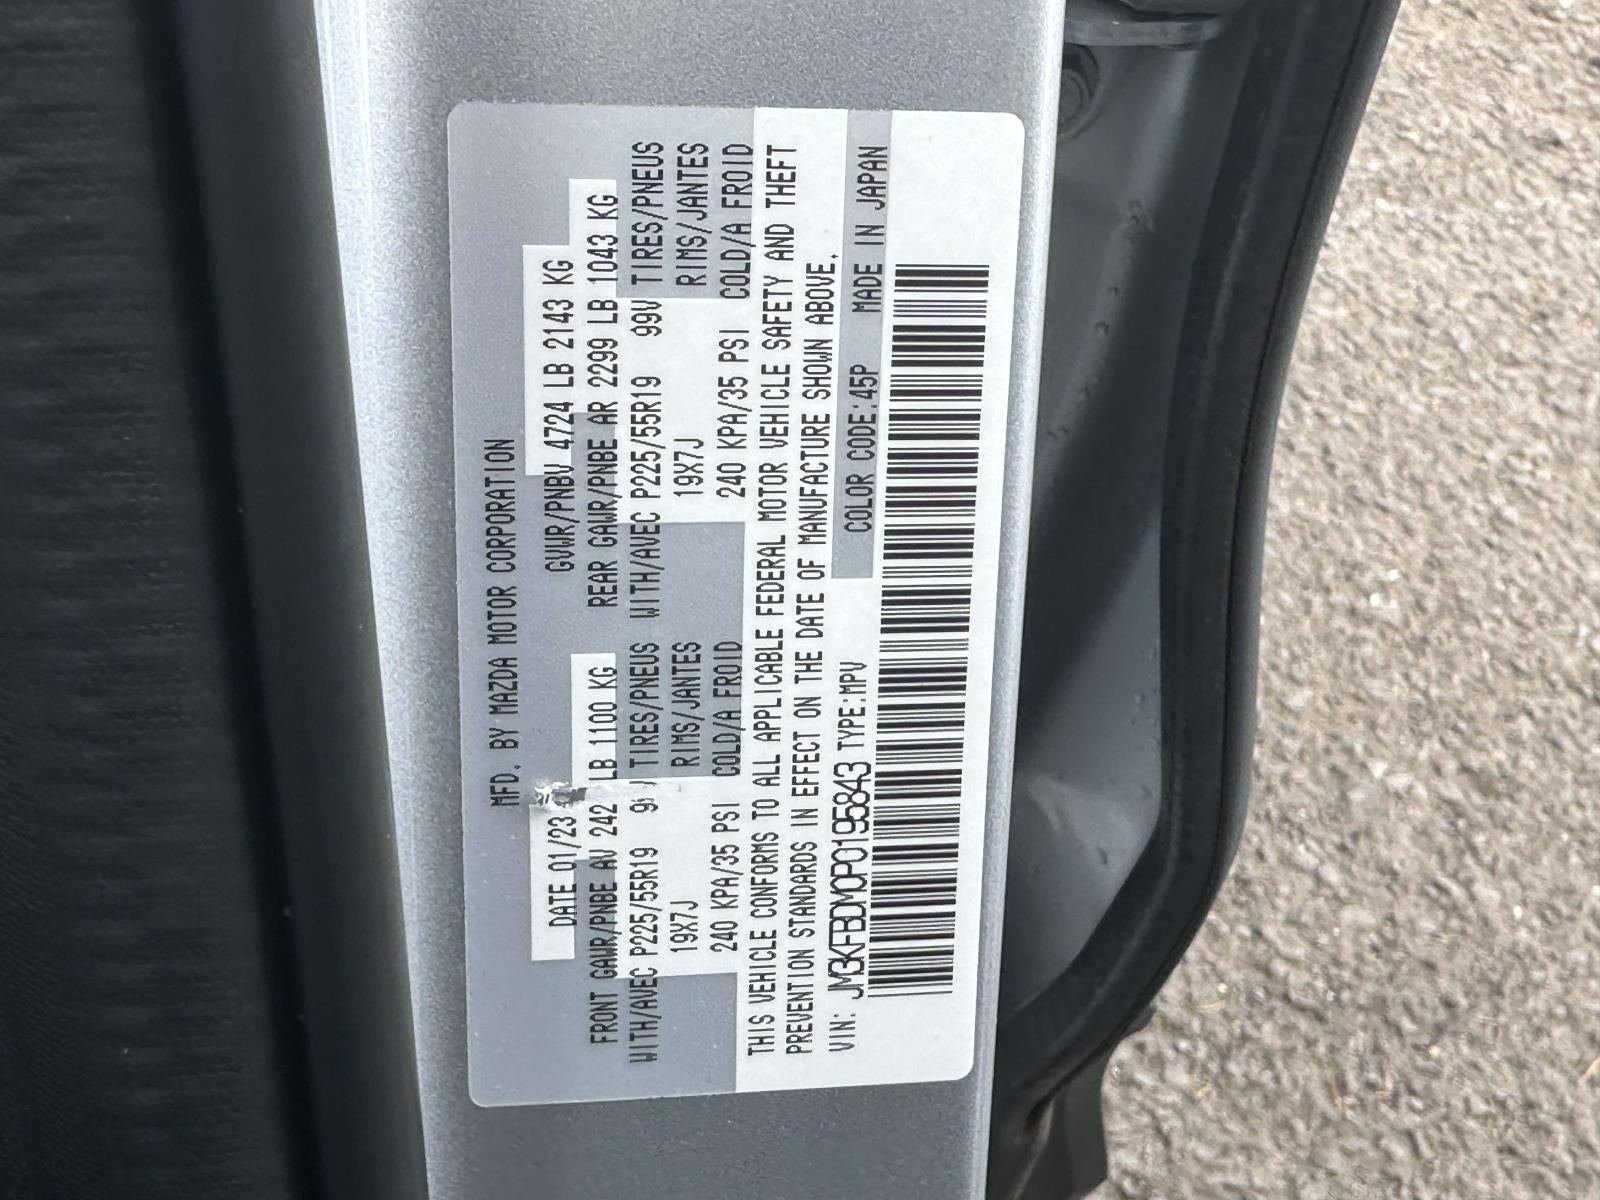 MFD. BY MAZDA MOTOR CORPORATION
DATE 01/23 GVWR/PNBV 4724 LB 2143 KG
FRONT GAWR/PNBE AV 242 LB 1100 KG REAR GAWR/PNBE AR 2299 LB 1043 KG
WITH/AVEC P225/55R19 TIRES/PNEUS WITH/AVEC P225/55R19 99V TIRES/PNEUS
19X7J RIMS/JANTES 19X7J RIMS/JANTES
240 KPA/35 PSI COLD/A FROID 240 KPA/35 PSI COLD/A FROID
THIS VEHICLE CONFORMS TO ALL APPLICABLE FEDERAL MOTOR VEHICLE SAFETY AND THEFT
PREVENTION STANDARDS IN EFFECT ON THE DATE OF MANUFACTURE SHOWN ABOVE.
VIN: JM3KFBDM0P0195843 TYPE:MPV COLOR CODE:45P MADE IN JAPAN